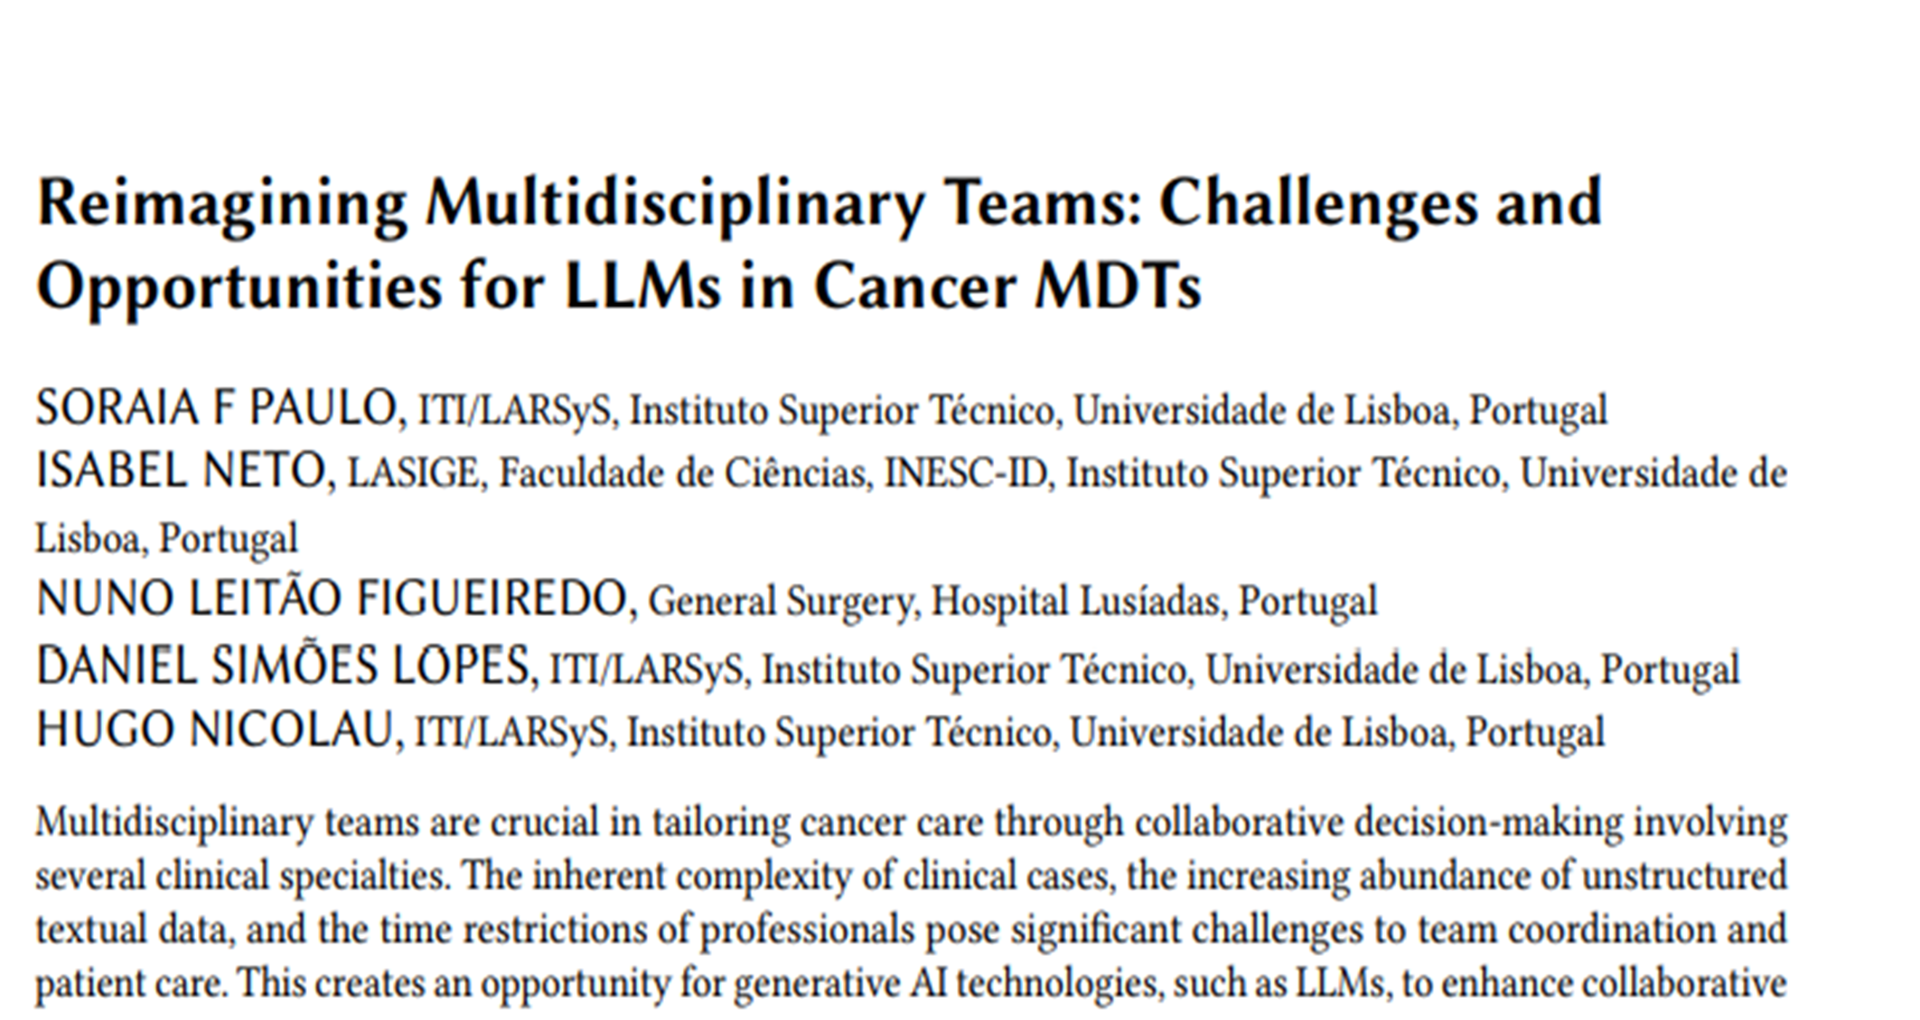 Reimagining Multidisciplinary Teams: Challenges and
Opportunities for LLMs in Cancer MDTs
SORAIA F PAULO, ITI/LARSyS, Instituto Superior Técnico, Universidade de Lisboa, Portugal
ISABEL NETO, LASIGE, Faculdade de Ciências, INESC-ID, Instituto Superior Técnico, Universidade de
Lisboa, Portugal
NUNO LEITÃO FIGUEIREDO, General Surgery, Hospital Lusíadas, Portugal
DANIEL SIMÕES LOPES, ITI/LARSyS, Instituto Superior Técnico, Universidade de Lisboa, Portugal
HUGO NICOLAU, ITI/LARSyS, Instituto Superior Técnico, Universidade de Lisboa, Portugal
Multidisciplinary teams are crucial in tailoring cancer care through collaborative decision-making involving
several clinical specialties. The inherent complexity of clinical cases, the increasing abundance of unstructured
textual data, and the time restrictions of professionals pose significant challenges to team coordination and
patient care. This creates an opportunity for generative AI technologies, such as LLMs, to enhance collaborative